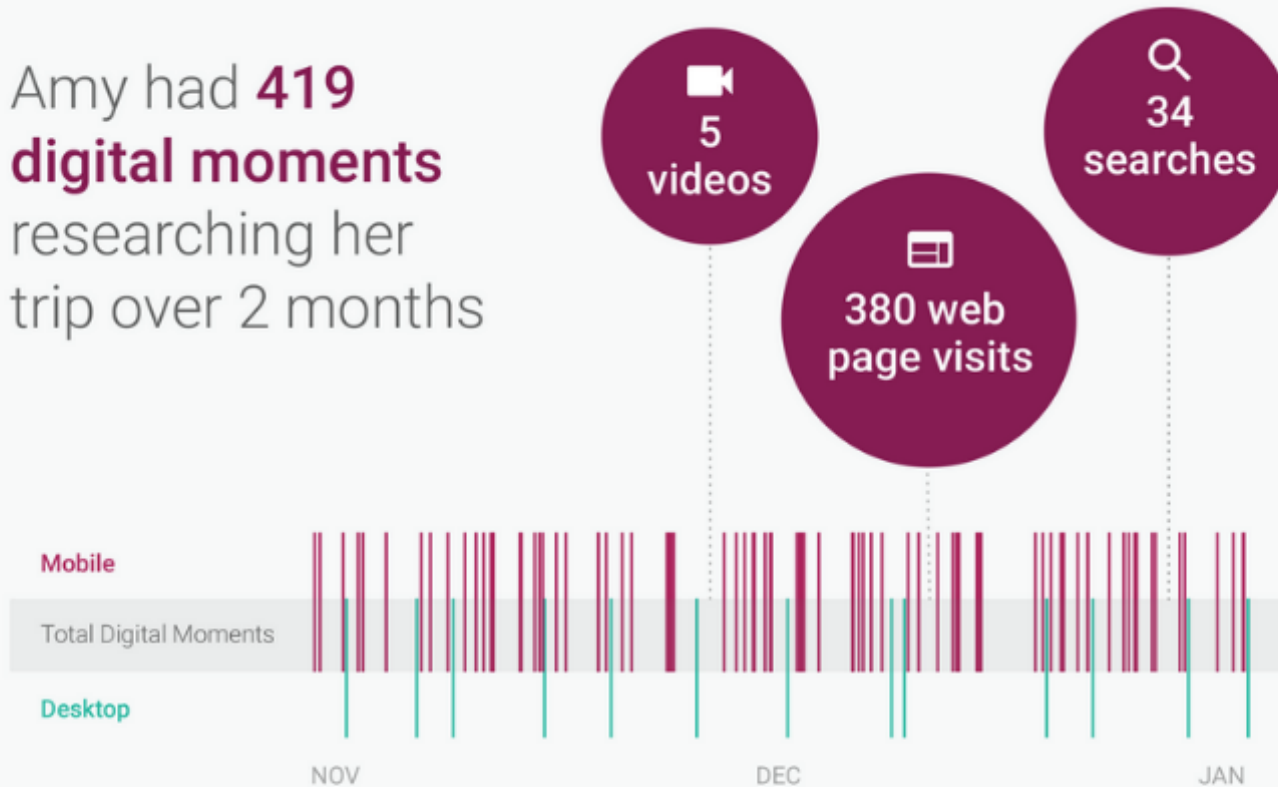 Amy had 419
digital moments
researching her
trip over 2 months
5
videos
380 web
page visits
34
searches
Mobile
Total Digital Moments
Desktop
NOV
DEC
JAN